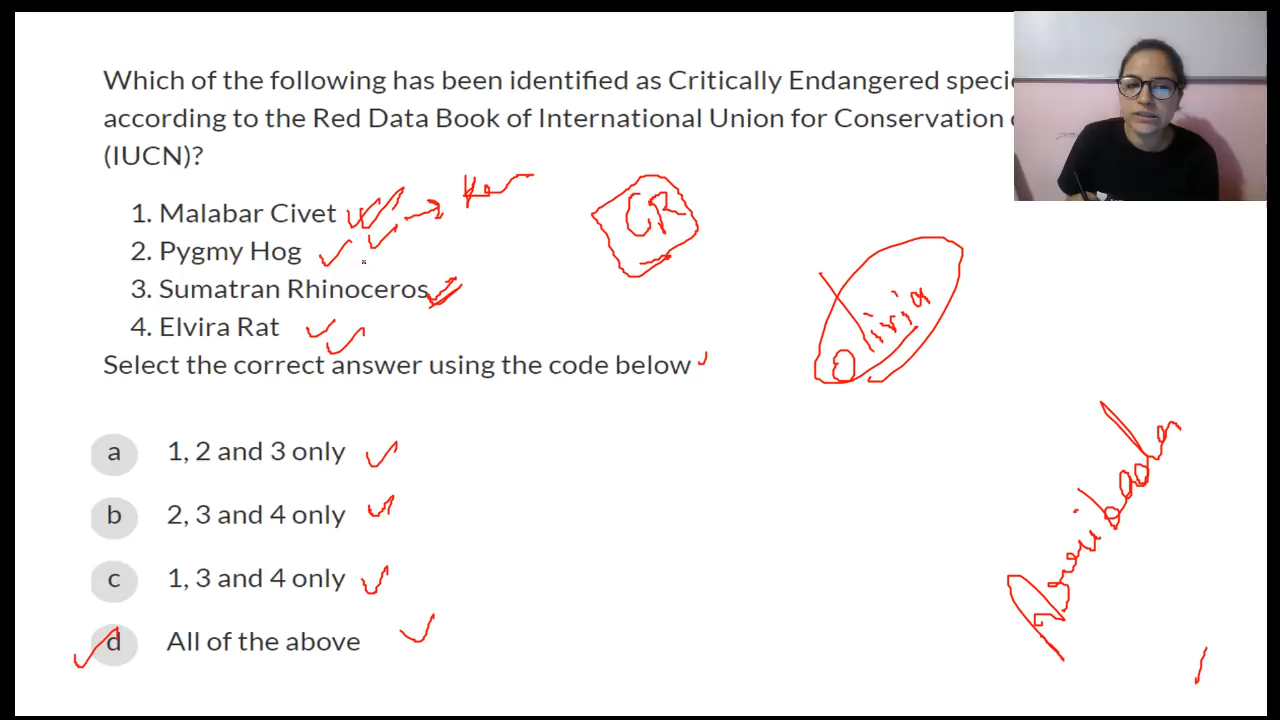 Which of the following has been identified as Critically Endangered specie
according to the Red Data Book of International Union for Conservation
(IUCN)?
1. Malabar Civet
2. Pygmy Hog
CR
3. Sumatran Rhinoceros
4. Elvira Rat
Select the correct answer using the code below
a 1, 2 and 3 only
b 2, 3 and 4 only
c 1, 3 and 4 only
d All of the above